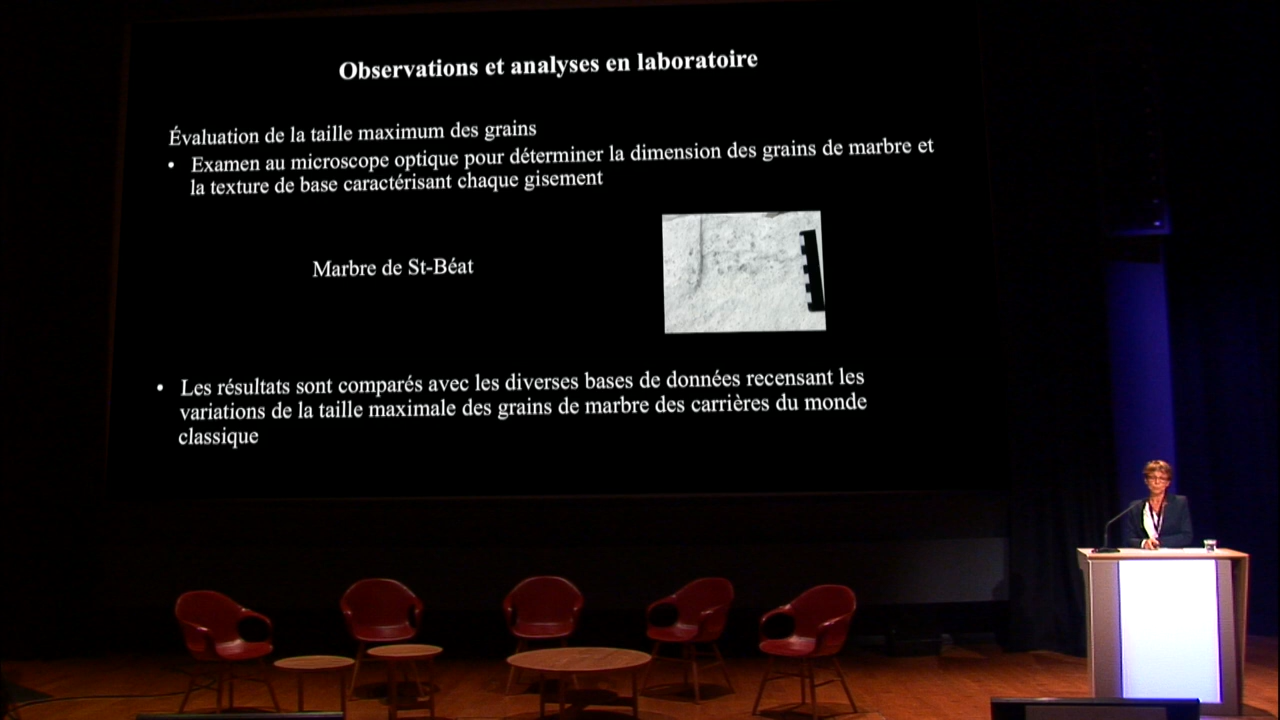 Observations et analyses en laboratoire
Évaluation de la taille maximum des grains
• Examen au microscope optique pour déterminer la dimension des grains de marbre et
la texture de base caractérisant chaque gisement
Marbre de St-Béat
• Les résultats sont comparés avec les diverses bases de données recensant les
variations de la taille maximale des grains de marbre des carrières du monde
classique